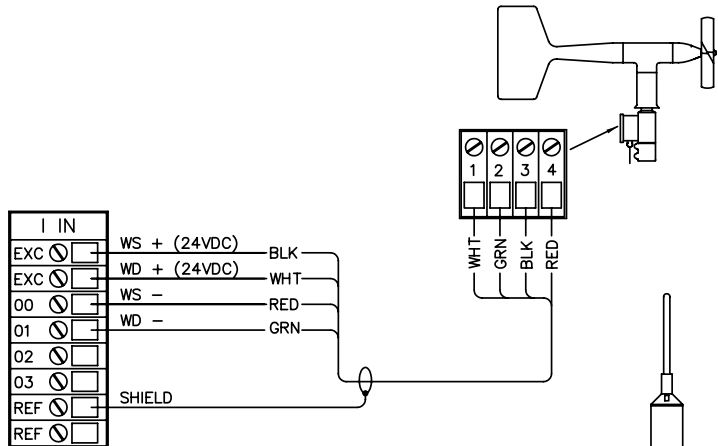 1 2 3 4
WHT GRN BLK RED
I IN
EXC WS + (24VDC) BLK
EXC WD + (24VDC) WHT
00 WS - RED
01 WD - GRN
02
03
REF SHIELD
REF